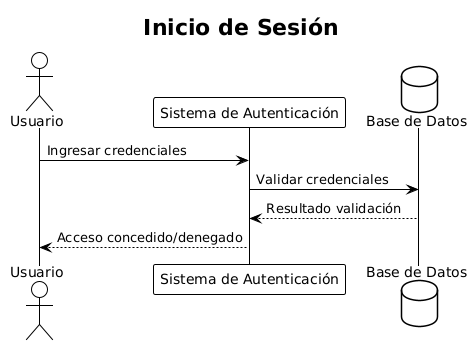 Inicio de Sesión
Usuario
Sistema de Autenticación
Base de Datos
Ingresar credenciales
Validar credenciales
Resultado validación
Acceso concedido/denegado
Usuario
Sistema de Autenticación
Base de Datos